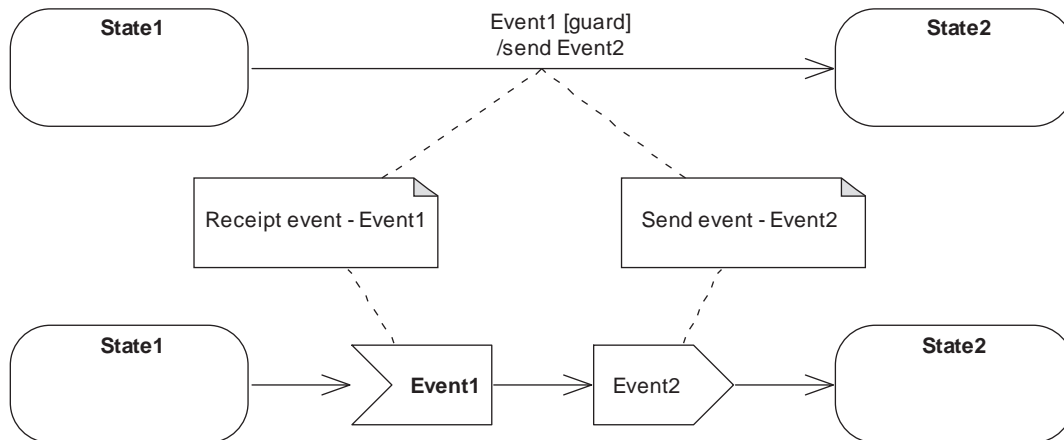 State1
Event1 [guard]
/send Event2
State2
Receipt event - Event1
Send event - Event2
State1
Event1
Event2
State2